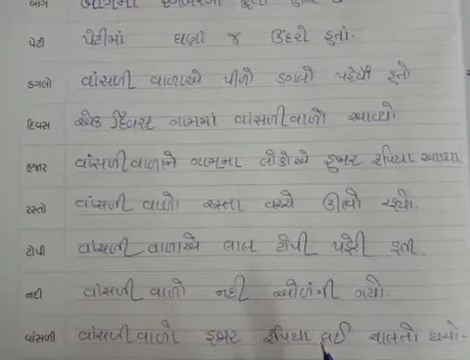 બાગ બાગમાં રંગબેરંગી ફૂલો
પેટી પેટીમાં ઘણાં જ ઉંદરો હતાં.
ડગલો વાંસળી વાળાએ પીળો ડગલો પહેર્યો હતો
દિવસ એક દિવસ ગામમાં વાંસળીવાળો આવ્યો
હજાર વાંસળીવાળાને ગામના લોકોએ હજાર રૂપિયા આપ્યા
રસ્તો વાંસળી વાળો રસ્તા વચ્ચે ઊભો રહ્યો.
ટોપી વાંસળી વાળાએ લાલ ટોપી પહેરી હતી.
નદી વાંસળી વાળો નદી ઓળંગી ગયો.
વાંસળી વાંસળી વાળો હજાર રૂપિયા લઈ ચાલતો થયો.